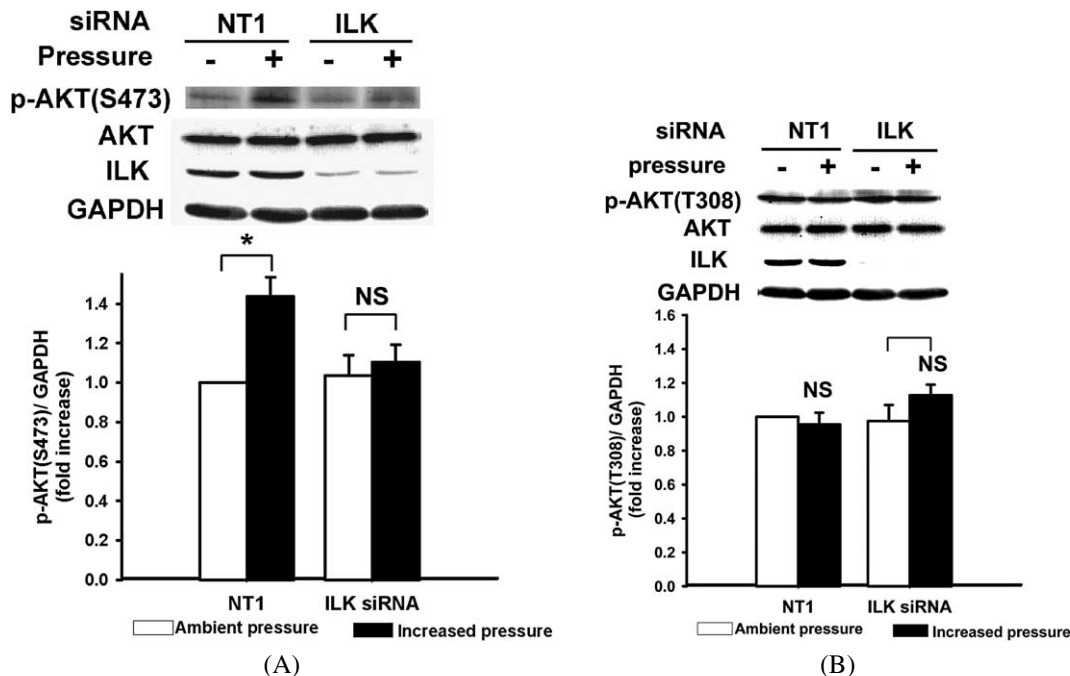 siRNA NT1 ILK
Pressure - + - +
p-AKT(S473)
AKT
ILK
GAPDH
*
NS
1.4
1.2
1.0
0.8
0.6
0.4
0.2
0.0
p-AKT(S473)/ GAPDH
(fold increase)
NT1 ILK siRNA
Ambient pressure Increased pressure
(A)
siRNA NT1 ILK
pressure - + - +
p-AKT(T308)
AKT
ILK
GAPDH
1.6
1.4
1.2
1.0
0.8
0.6
0.4
0.2
0.0
NS NS
p-AKT(T308)/ GAPDH
(fold increase)
NT1 ILK siRNA
Ambient pressure Increased pressure
(B)